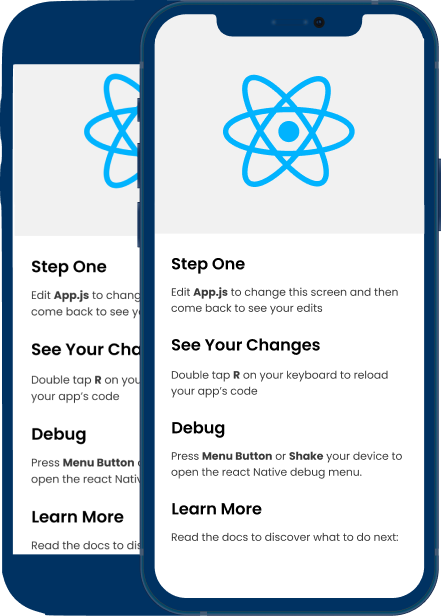 Step One
Edit App.js to chang
come back to see y
See Your Cha
Double tap R on you
your app's code
Debug
Press Menu Button
open the react Nativ
Learn More
Read the docs to dis
Step One
Edit App.js to change this screen and then
come back to see your edits
See Your Changes
Double tap R on your keyboard to reload
your app's code
Debug
Press Menu Button or Shake your device to
open the react Native debug menu.
Learn More
Read the docs to discover what to do next: